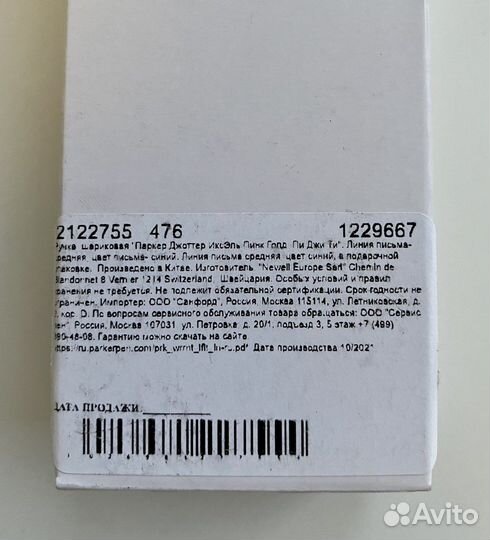 2122755 476 1229667
Ручка шариковая "Паркер Джоттер ИксЭль Пинк Голд Пи Джи Ти". Линия письма-
средняя, цвет письма- синий. Линия письма средняя, цвет синий, в подарочной
упаковке. Произведено в Китае. Изготовитель: "Newell Europe Sarl" Chemin de
Blandonnet 8 Vernier 1214 Switzerland, Швейцария. Особых условий и правил
хранения не требуется. Не подлежит обязательной сертификации. Срок годности не
ограничен. Импортер: ООО "Санфорд", Россия, Москва 115114, ул. Летниковская, д.
кор. D. По вопросам сервисного обслуживания товара обращаться: ООО "Сервис
Россия, Москва 107031, ул. Петровка, д. 20/1, подъезд 3, 5 этаж +7 (499)
Гарантию можно скачать на сайте
https://ru.parkerpen.com/prk_wrrnt_lflt_ln-ru.pdf Дата производства 10/2021
ДАТА ПРОДАЖИ:
Avito